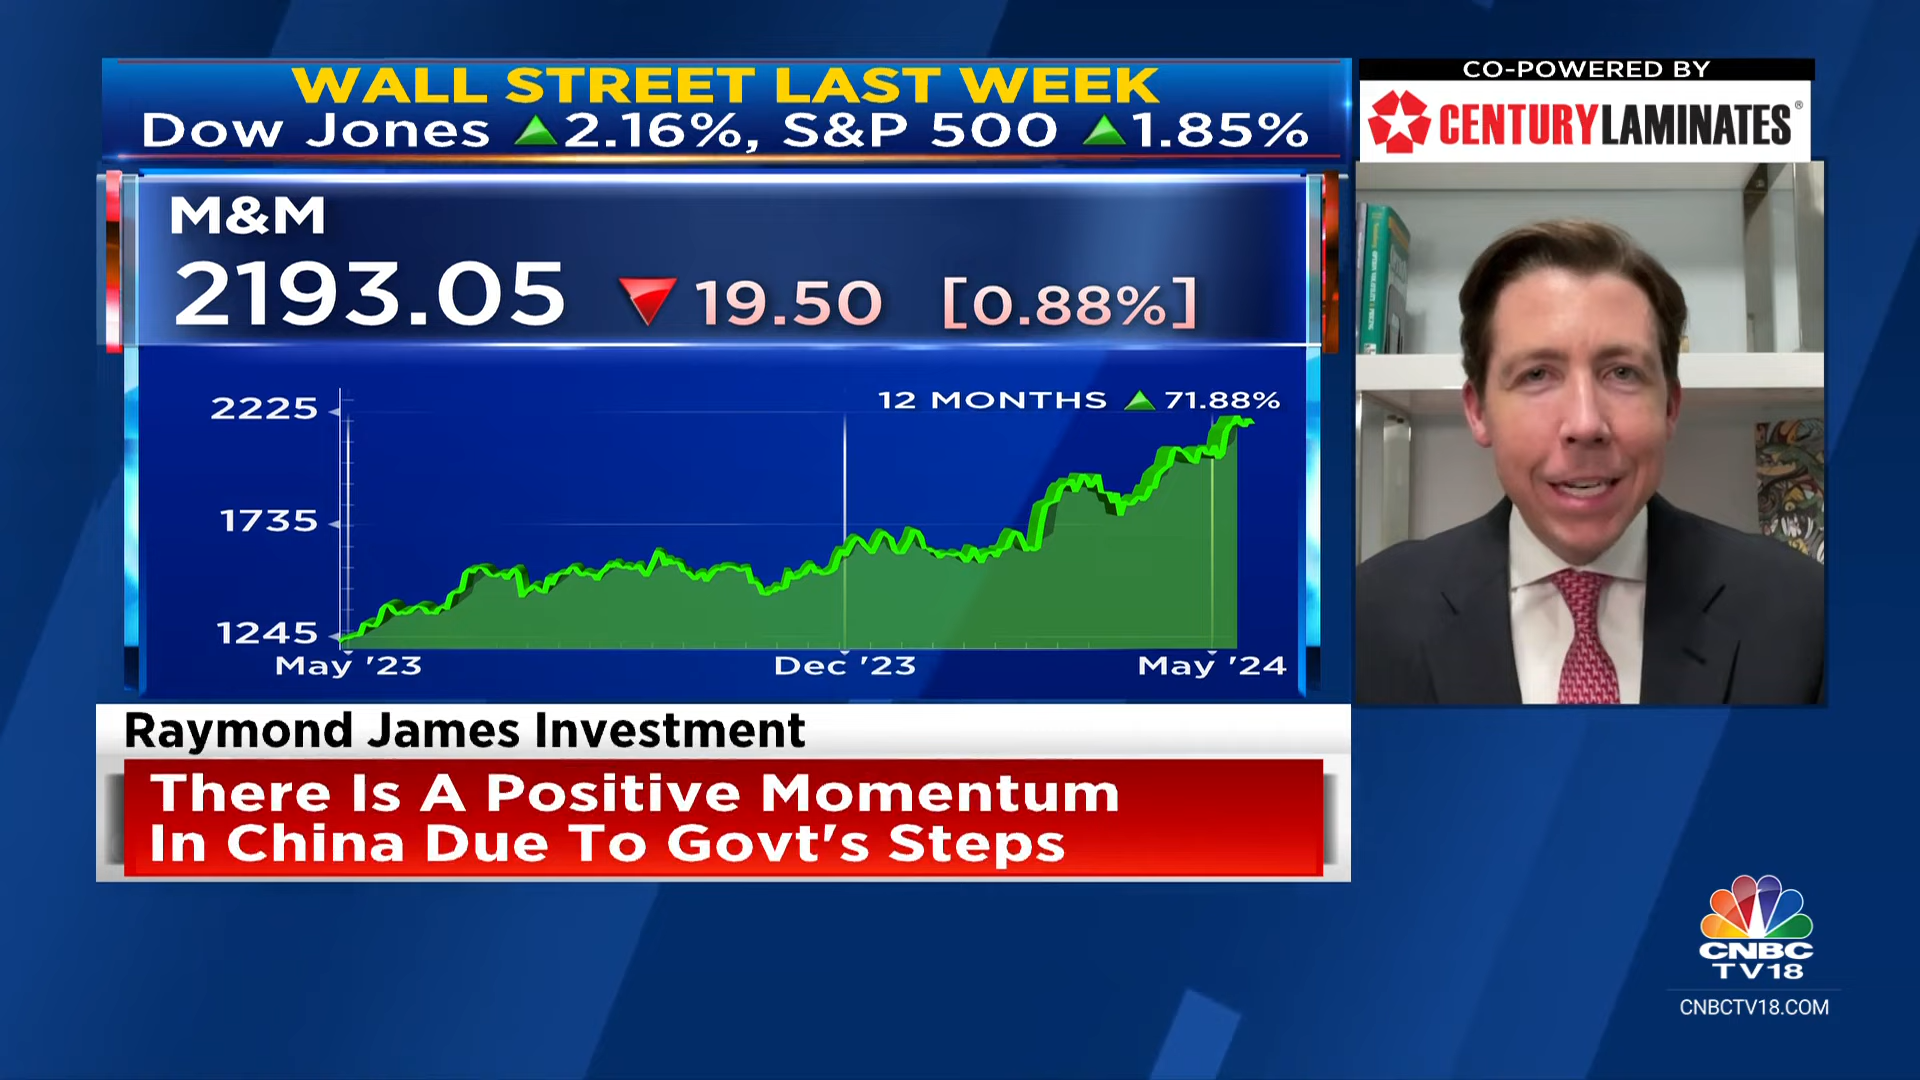 WALL STREET LAST WEEK
Dow Jones ▲2.16%, S&P 500 ▲1.85%
CO-POWERED BY
CENTURYLAMINATES®
M&M
2193.05 ▼ 19.50 [0.88%]
12 MONTHS ▲ 71.88%
2225
1735
1245
May '23 Dec '23 May '24
Raymond James Investment
There Is A Positive Momentum
In China Due To Govt's Steps
CNBC
TV18
CNBCTV18.COM